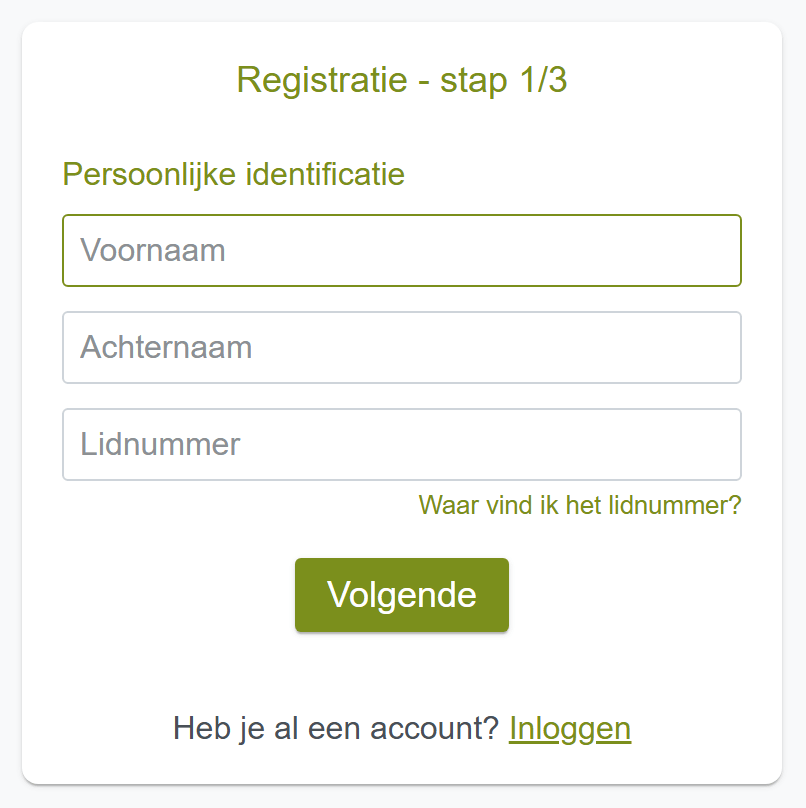 Registratie - stap 1/3
Persoonlijke identificatie
Voornaam
Achternaam
Lidnummer
Waar vind ik het lidnummer?
Volgende
Heb je al een account? Inloggen